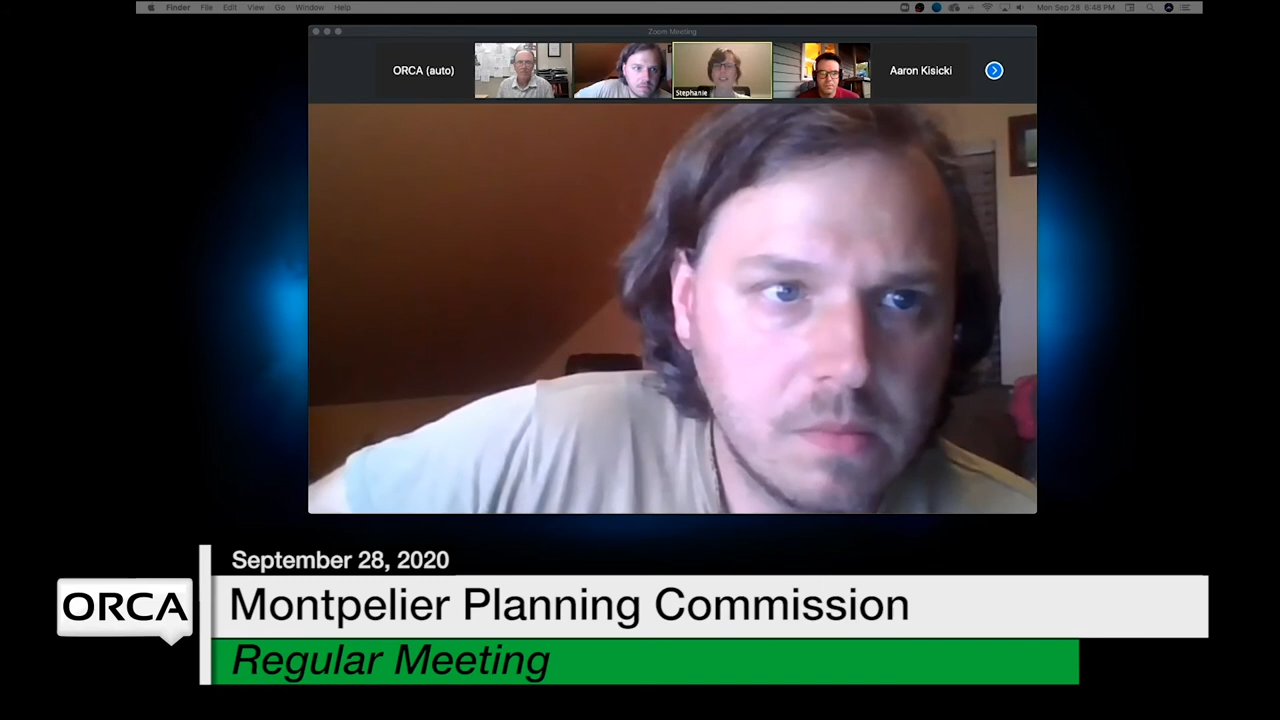 Finder File Edit View Go Window Help Mon Sep 28 6:48 PM
Zoom Meeting
ORCA (auto)
Stephanie
Aaron Kisicki
September 28, 2020
ORCA
Montpelier Planning Commission
Regular Meeting